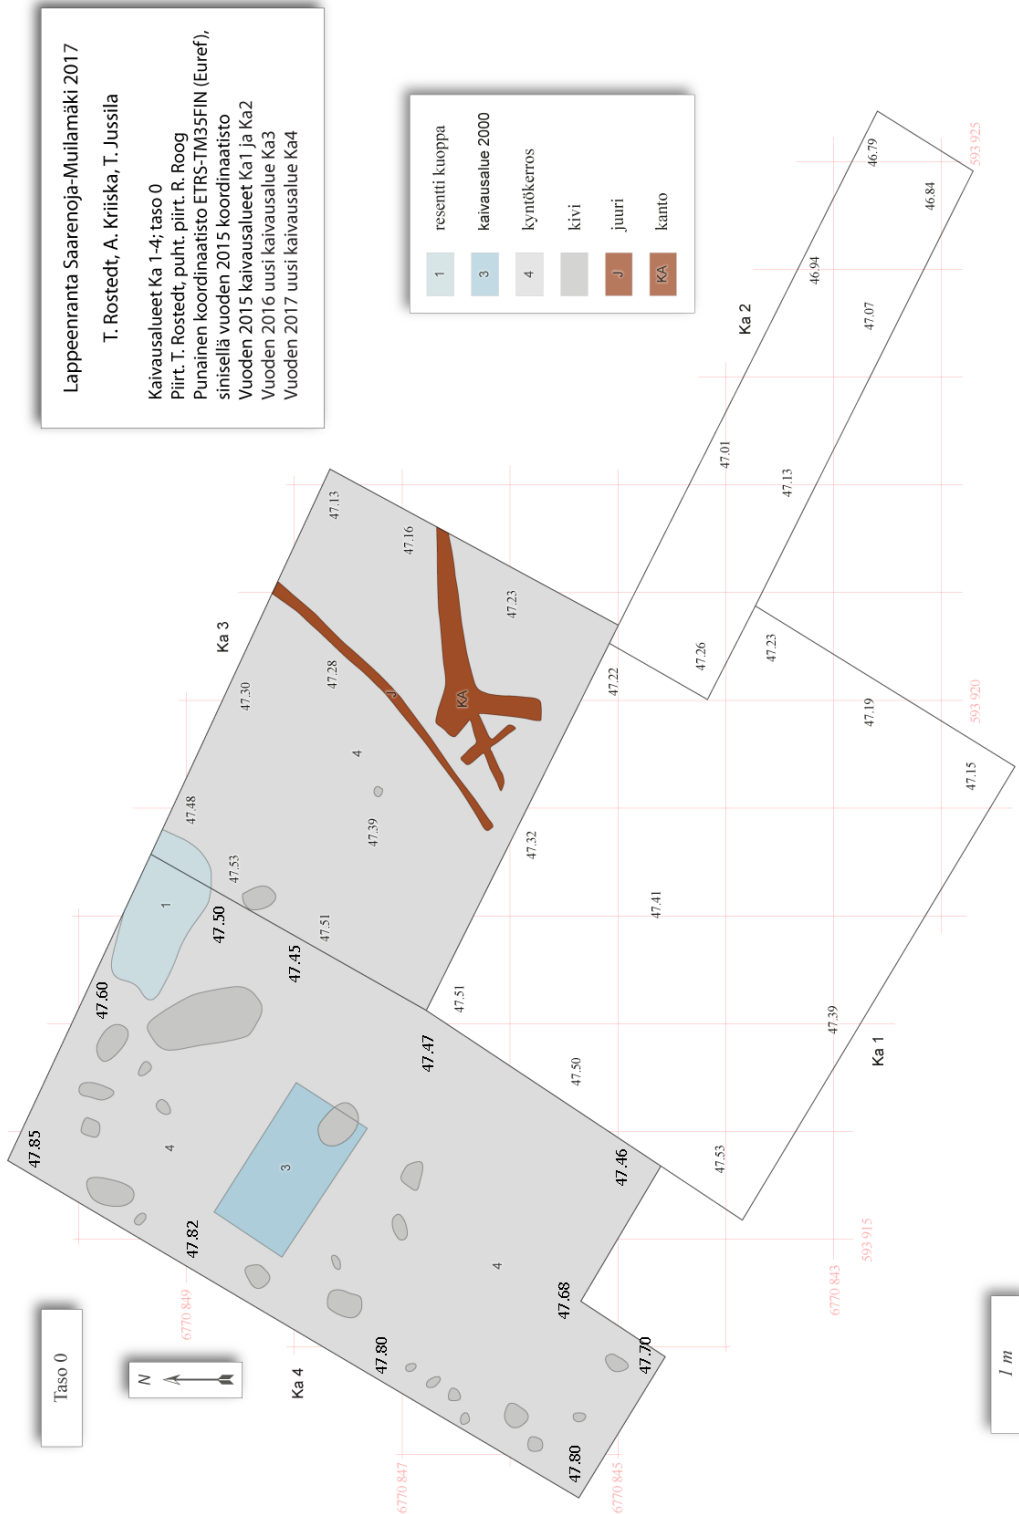 Lappeenranta Saarenoja-Muilamäki 2017
T. Rostedt, A. Kriiska, T. Jussila
Kaivausalueet Ka 1-4; taso 0
Piirt. T. Rostedt, puht. piirt. R. Roog
Punainen koordinaatisto ETRS-TM35FIN (Euref),
sinisellä vuoden 2015 koordinaatisto
Vuoden 2015 kaivausalueet Ka1 ja Ka2
Vuoden 2016 uusi kaivausalue Ka3
Vuoden 2017 uusi kaivausalue Ka4
1 resentti kuoppa
3 kaivausalue 2000
4 kyntökerros
kivi
J juuri
KA kanto
Taso 0
N
1 m
Ka 4
47.85
47.82
47.80
47.80
47.70
47.68
47.46
47.47
47.45
47.50
47.60
4
3
4
1
Ka 3
47.48
47.53
47.51
47.30
47.28
47.39
4
J
KA
47.13
47.16
47.23
Ka 1
47.51
47.50
47.53
47.32
47.22
47.41
47.39
47.23
47.19
47.15
Ka 2
47.26
47.01
47.13
46.94
47.07
46.79
46.84
6770 849
6770 847
6770 845
6770 843
593 915
593 920
593 925